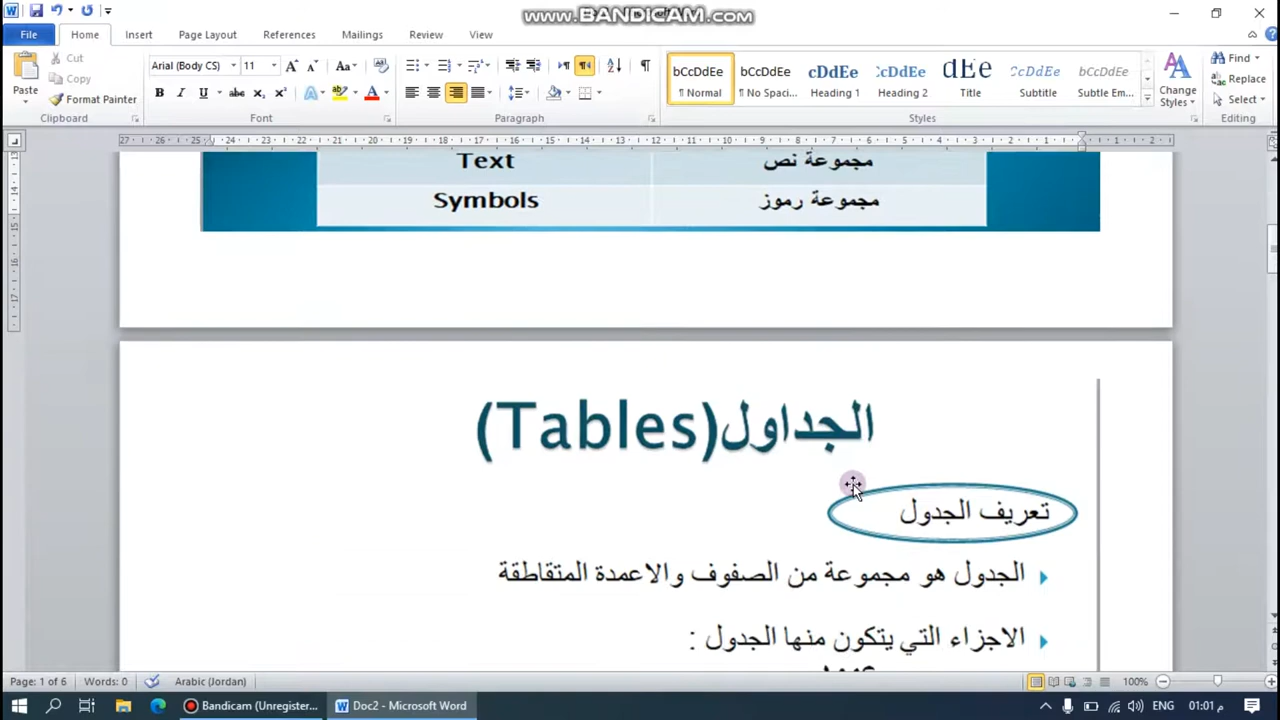 www.BANDICAM.com
File Home Insert Page Layout References Mailings Review View
Cut
Copy
Format Painter
Paste
Arial (Body CS) 11
bCcDdEe bCcDdEe cDdEe :cDdEe dEe :cDdEe bCcDdEe
¶ Normal ¶ No Spaci... Heading 1 Heading 2 Title Subtitle Subtle Em...
Change Styles
Find
Replace
Select
Clipboard Font Paragraph Styles Editing
Text مجموعة نص
Symbols مجموعة رموز
الجداول(Tables)
تعريف الجدول
الجدول هو مجموعة من الصفوف والاعمدة المتقاطقة
الاجزاء التي يتكون منها الجدول :
Page: 1 of 6 Words: 0 Arabic (Jordan) 100%
Bandicam (Unregister... Doc2 - Microsoft Word ENG 01:01 م